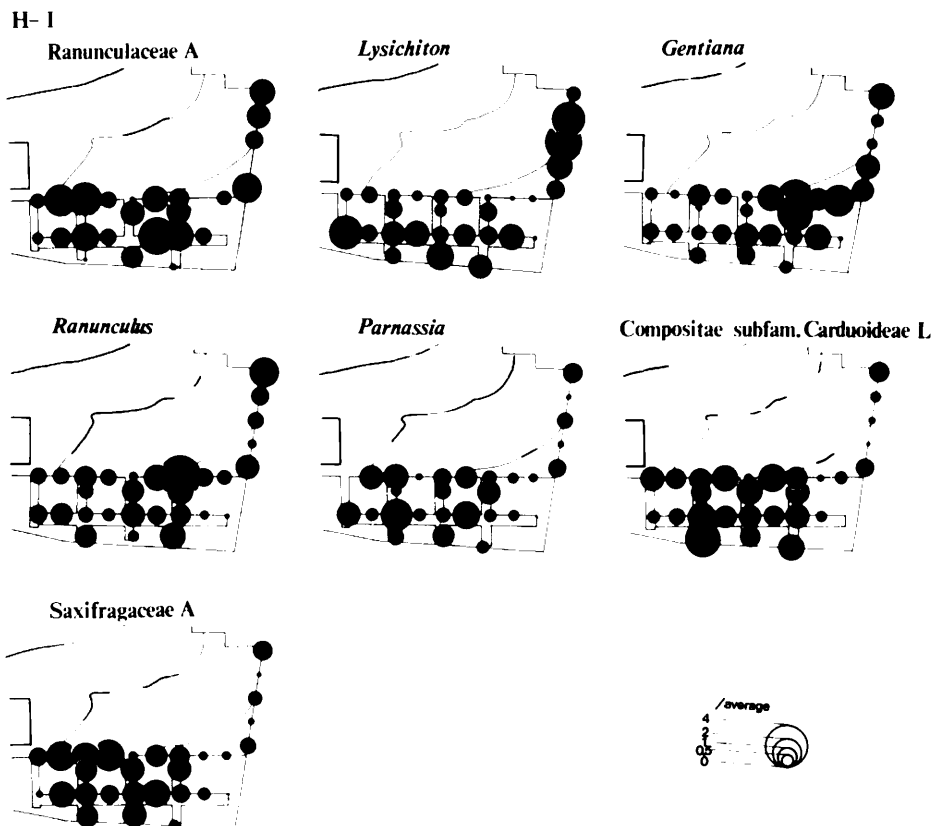 H-I
Ranunculaceae A
Lysichiton
Gentiana
Ranunculus
Parnassia
Compositae subfam. Carduoideae L
Saxifragaceae A
/average
4
2
1
0.5
0